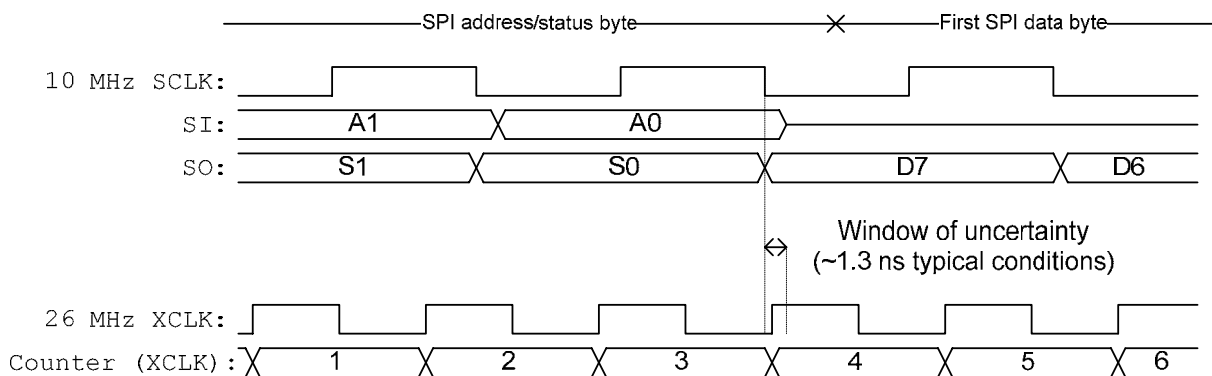 SPI address/status byte First SPI data byte
10 MHz SCLK:
SI: A1 A0
SO: S1 S0 D7 D6
Window of uncertainty
(~1.3 ns typical conditions)
26 MHz XCLK:
Counter (XCLK): 1 2 3 4 5 6